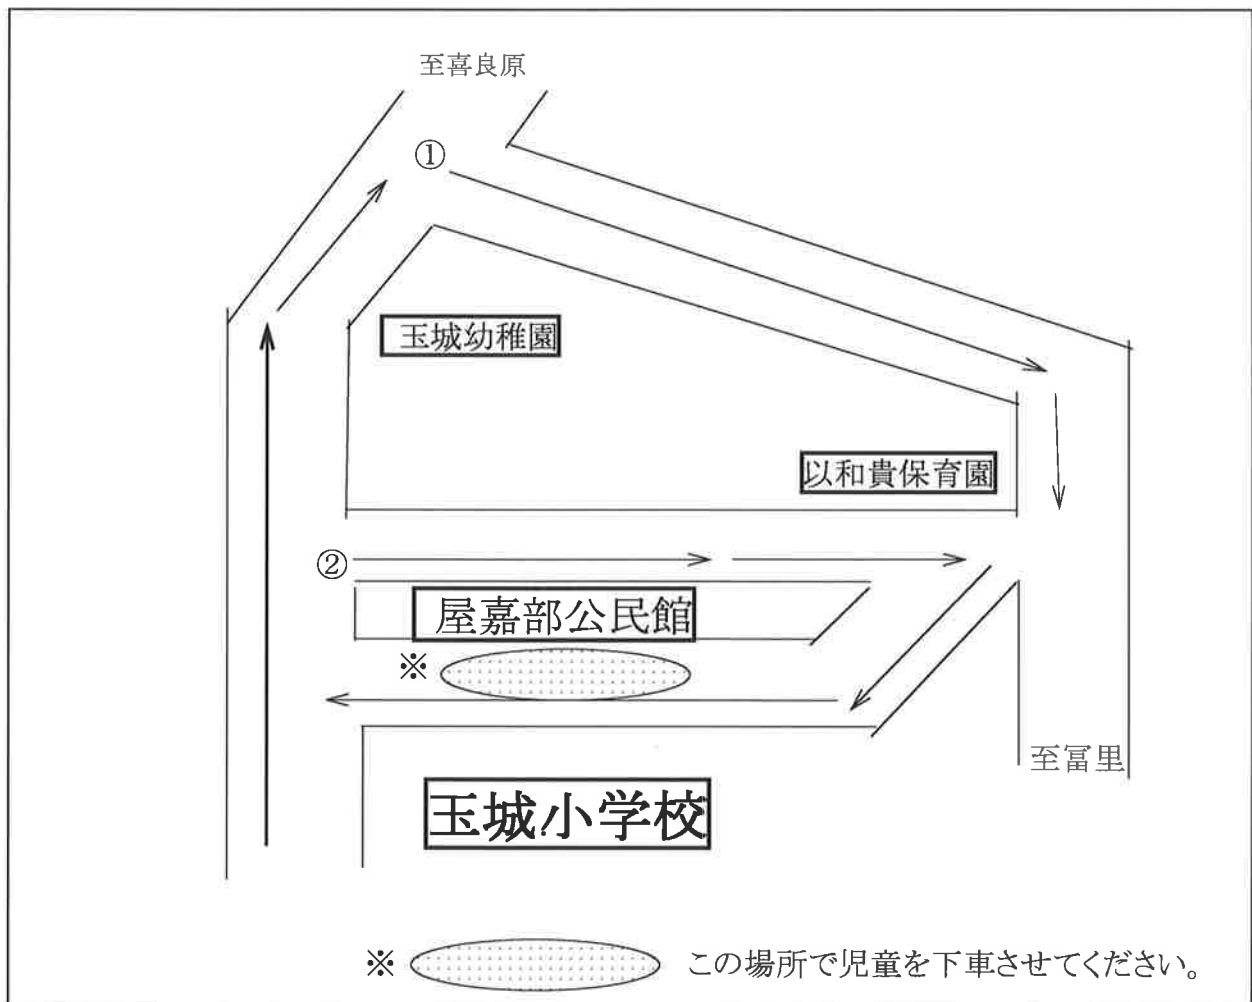 至喜良原
①
玉城幼稚園
以和貴保育園
②
屋嘉部公民館
※
至冨里
玉城小学校
※ この場所で児童を下車させてください。